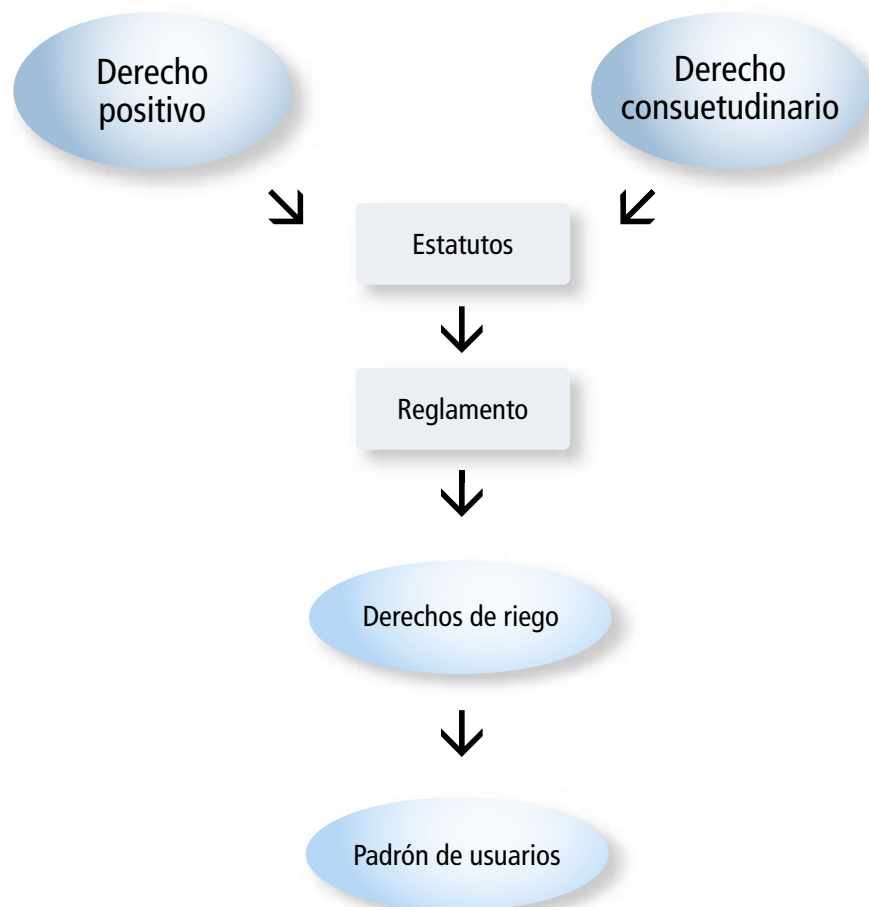 Derecho
positivo
Derecho
consuetudinario
Estatutos
Reglamento
Derechos de riego
Padrón de usuarios